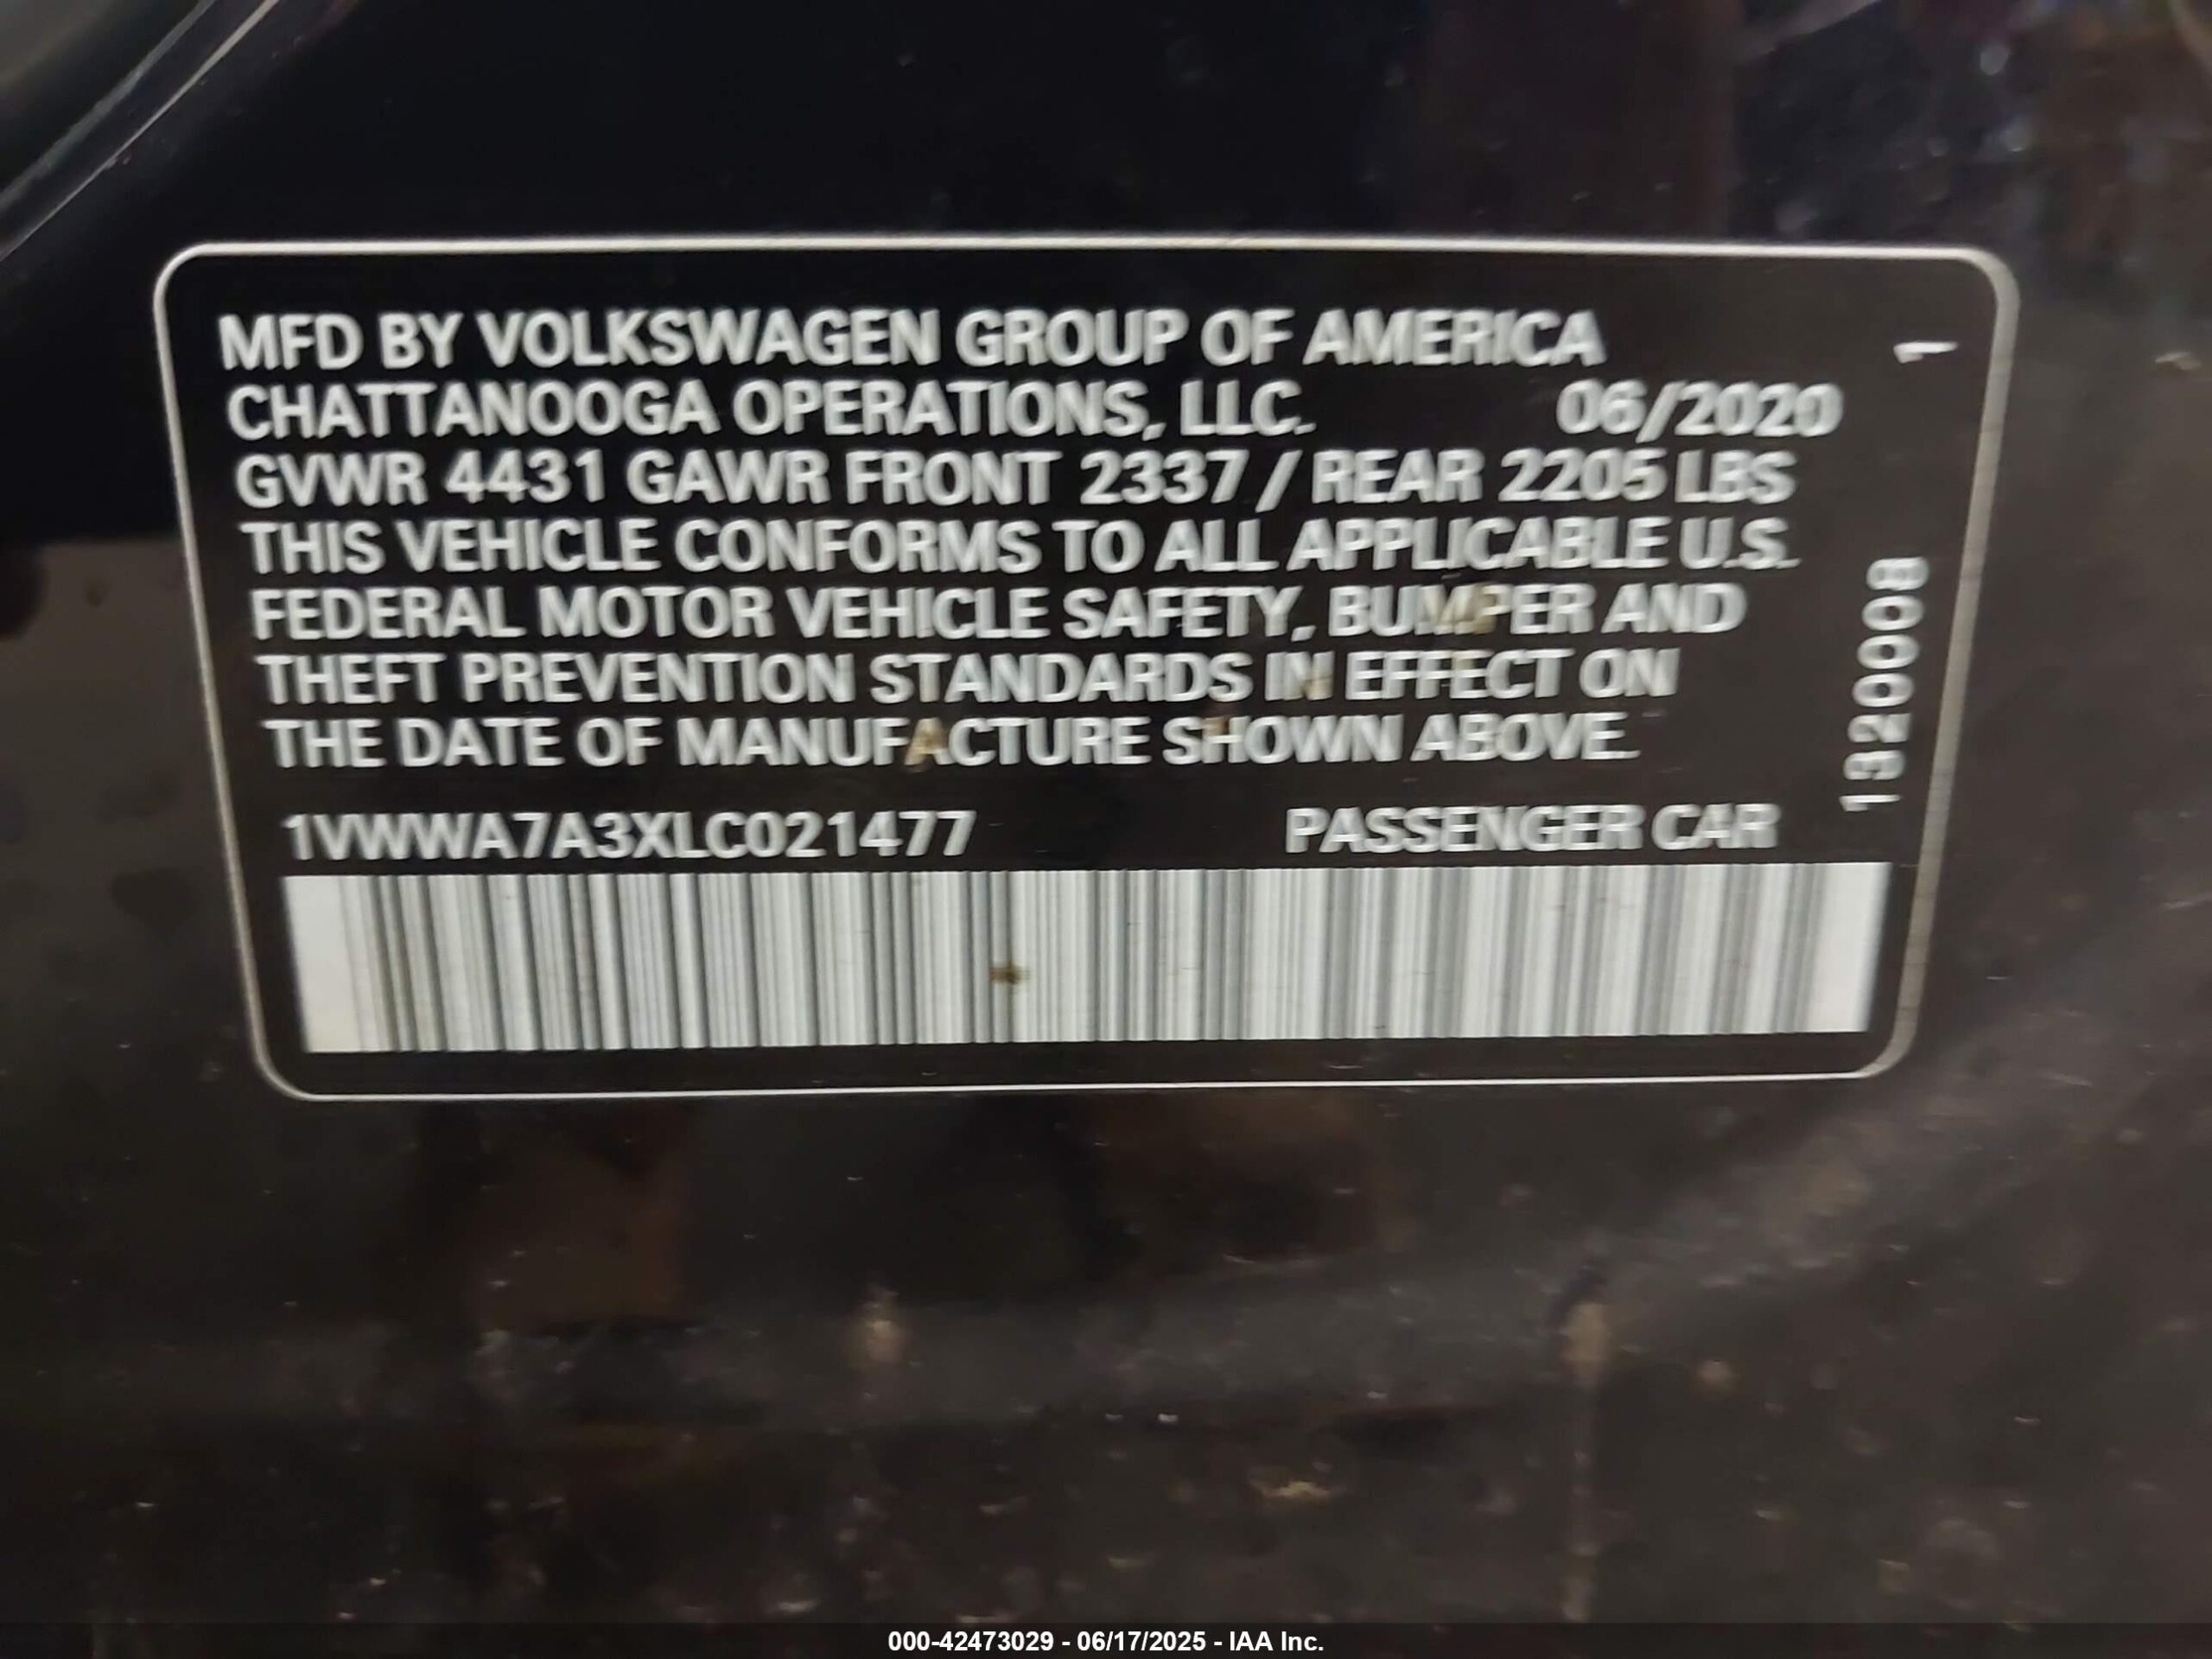 MFD BY VOLKSWAGEN GROUP OF AMERICA
CHATTANOOGA OPERATIONS, LLC. 06/2020
GVWR 4431 GAWR FRONT 2337 / REAR 2205 LBS
THIS VEHICLE CONFORMS TO ALL APPLICABLE U.S.
FEDERAL MOTOR VEHICLE SAFETY, BUMPER AND
THEFT PREVENTION STANDARDS IN EFFECT ON
THE DATE OF MANUFACTURE SHOWN ABOVE.
1VWWA7A3XLC021477 PASSENGER CAR
1320008 1
000-42473029 - 06/17/2025 - IAA Inc.